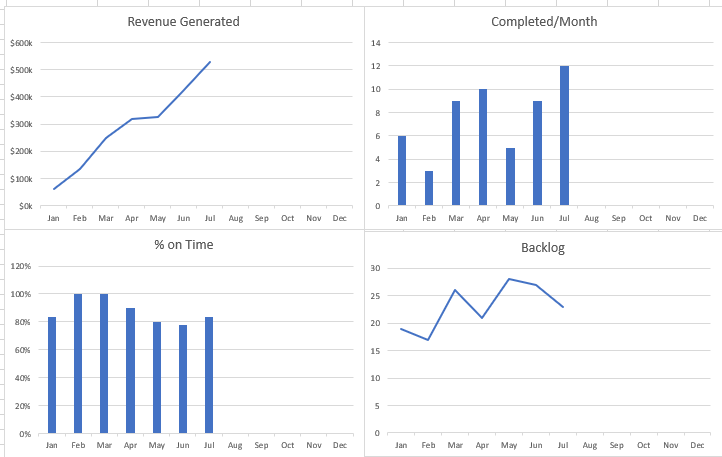 Revenue Generated
$600k
$500k
$400k
$300k
$200k
$100k
$0k
Jan Feb Mar Apr May Jun Jul Aug Sep Oct Nov Dec
Completed/Month
14
12
10
8
6
4
2
0
Jan Feb Mar Apr May Jun Jul Aug Sep Oct Nov Dec
% on Time
120%
100%
80%
60%
40%
20%
0%
Jan Feb Mar Apr May Jun Jul Aug Sep Oct Nov Dec
Backlog
30
25
20
15
10
5
0
Jan Feb Mar Apr May Jun Jul Aug Sep Oct Nov Dec